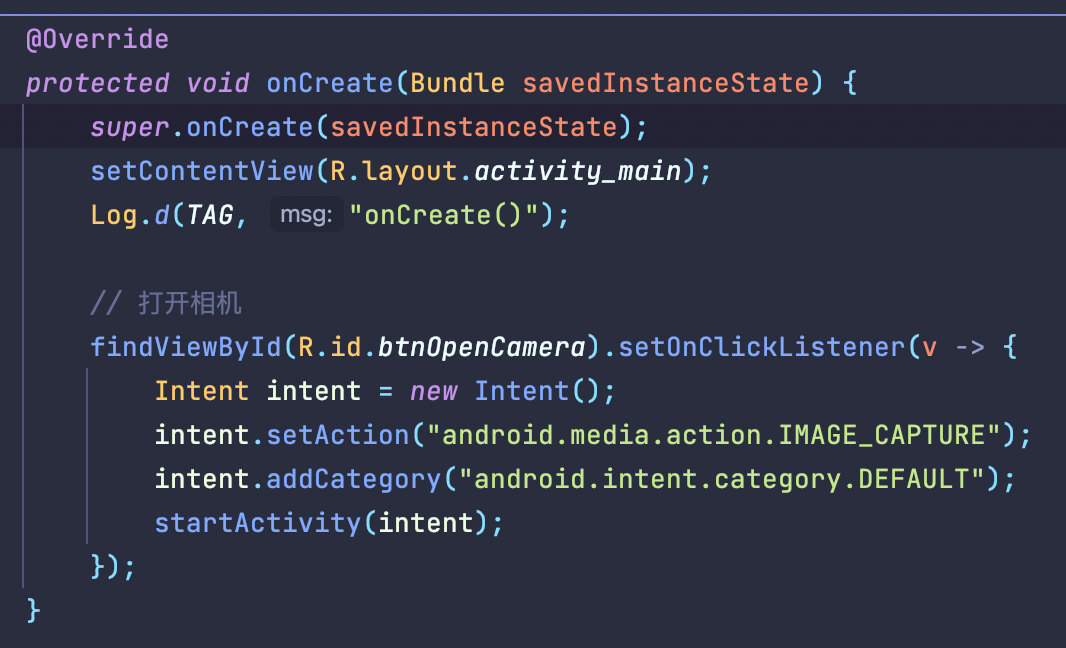 @Override
protected void onCreate(Bundle savedInstanceState) {
super.onCreate(savedInstanceState);
setContentView(R.layout.activity_main);
Log.d(TAG, msg: "onCreate()");
// 打开相机
findViewById(R.id.btnOpenCamera).setOnClickListener(v -> {
Intent intent = new Intent();
intent.setAction("android.media.action.IMAGE_CAPTURE");
intent.addCategory("android.intent.category.DEFAULT");
startActivity(intent);
});
}